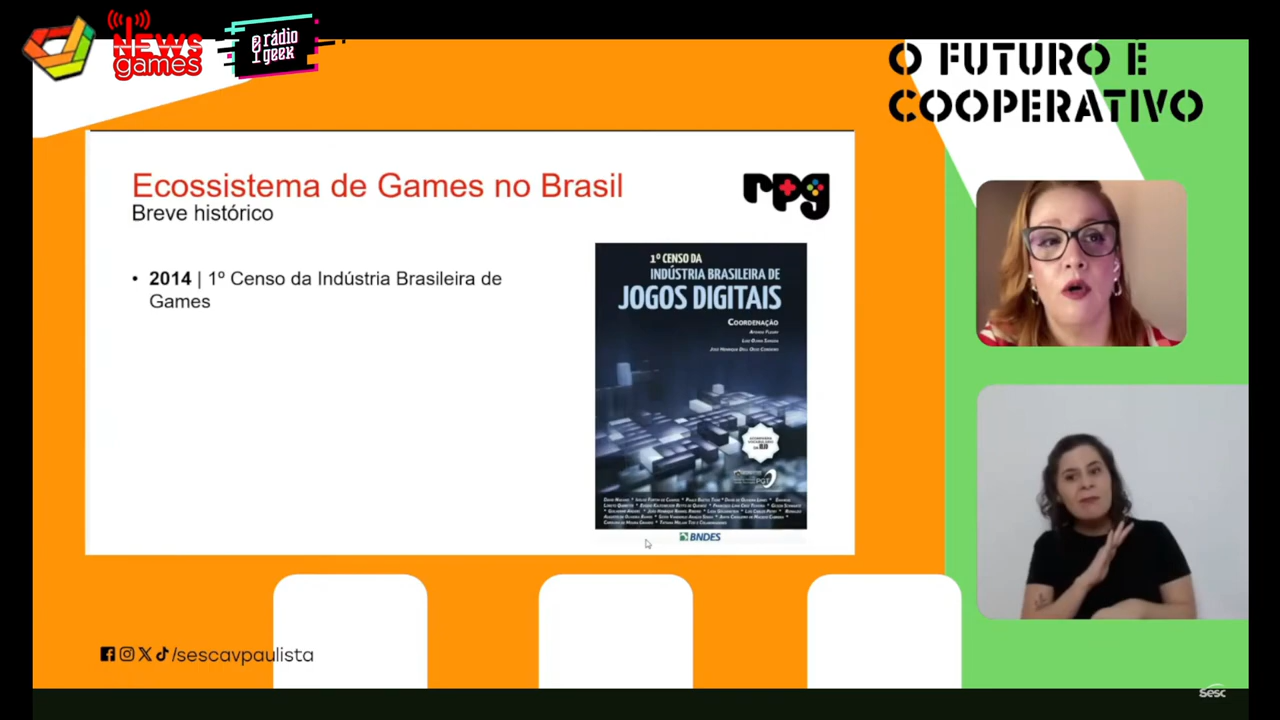 NEWS
games
rádio
geek
O FUTURO É
COOPERATIVO
Ecossistema de Games no Brasil
Breve histórico
rpg
• 2014 | 1º Censo da Indústria Brasileira de
Games
1º CENSO DA
INDÚSTRIA BRASILEIRA DE
JOGOS DIGITAIS
COORDENAÇÃO
PGT
BNDES
/sescavpaulista
Sesc